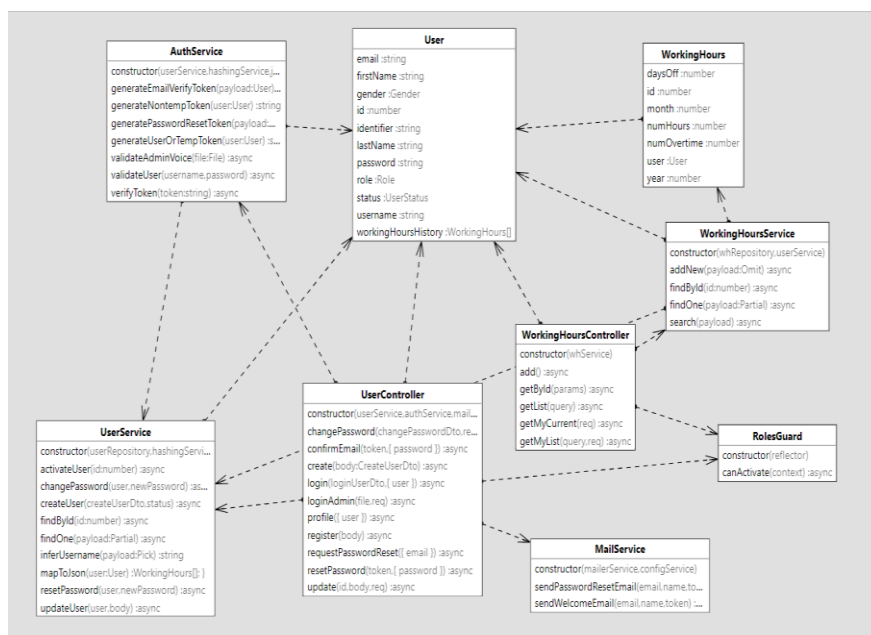 AuthService
constructor(userService.hashingService.j...
generateEmailVerifyToken(payload:User)...
generateNontempToken(user:User) :string
generatePasswordResetToken(payload:...
generateUserOrTempToken(user:User) :s...
validateAdminVoice(file:File) :async
validateUser(username.password) :async
verifyToken(token:string) :async
User
email :string
firstName :string
gender :Gender
id :number
identifier :string
lastName :string
password :string
role :Role
status :UserStatus
username :string
workingHoursHistory :WorkingHours[]
WorkingHours
daysOff :number
id :number
month :number
numHours :number
numOvertime :number
user :User
year :number
WorkingHoursService
constructor(whRepository.userService)
addNew(payload:Omit) :async
findById(id:number) :async
findOne(payload:Partial) :async
search(payload) :async
WorkingHoursController
constructor(whService)
add() :async
getById(params) :async
getList(query) :async
getMyCurrent(req) :async
getMyList(query.req) :async
UserController
constructor(userService.authService.mail...
changePassword(changePasswordDto.re...
confirmEmail(token.{ password }) :async
create(body:CreateUserDto) :async
login(loginUserDto.{ user }) :async
loginAdmin(file.req) :async
profile({ user }) :async
register(body) :async
requestPasswordReset({ email }) :async
resetPassword(token.{ password }) :async
update(id.body.req) :async
UserService
constructor(userRepository.hashingServi...
activateUser(id:number) :async
changePassword(user.newPassword) :as...
createUser(createUserDto.status) :async
findById(id:number) :async
findOne(payload:Partial) :async
inferUsername(payload:Pick) :string
mapToJson(user:User) :WorkingHours[]; }
resetPassword(user.newPassword) :async
updateUser(user.body) :async
RolesGuard
constructor(reflector)
canActivate(context) :async
MailService
constructor(mailerService.configService)
sendPasswordResetEmail(email.name.to...
sendWelcomeEmail(email.name.token) :...